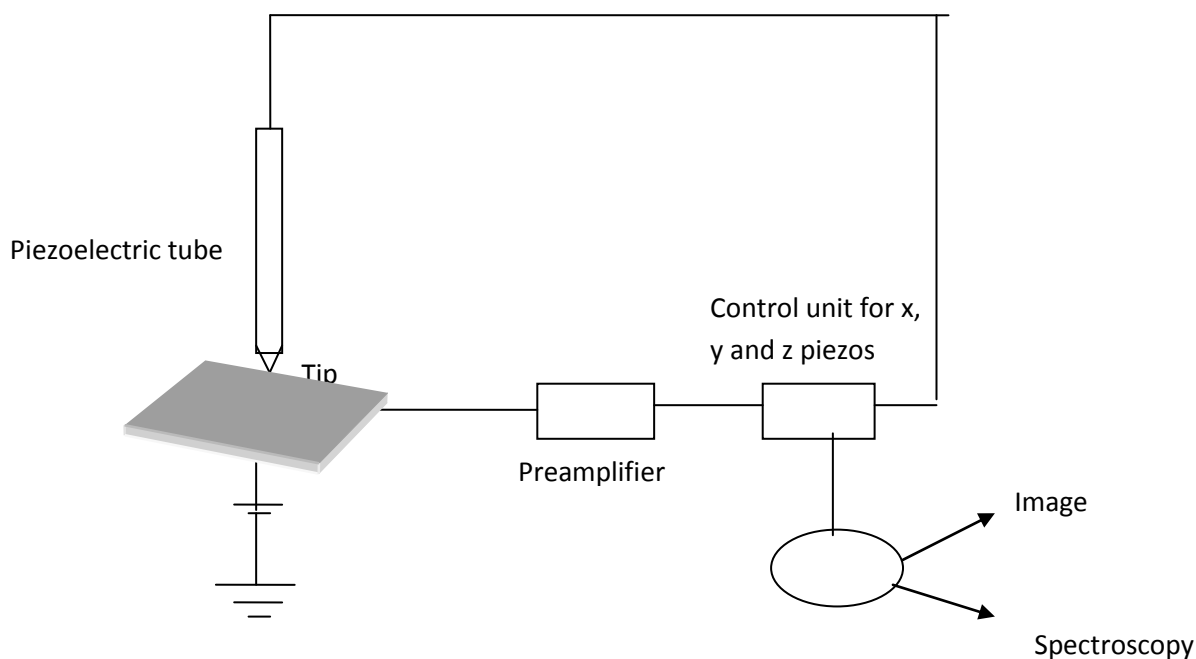 Piezoelectric tube
Control unit for x,
y and z piezos
Tip
Preamplifier
Image
Spectroscopy